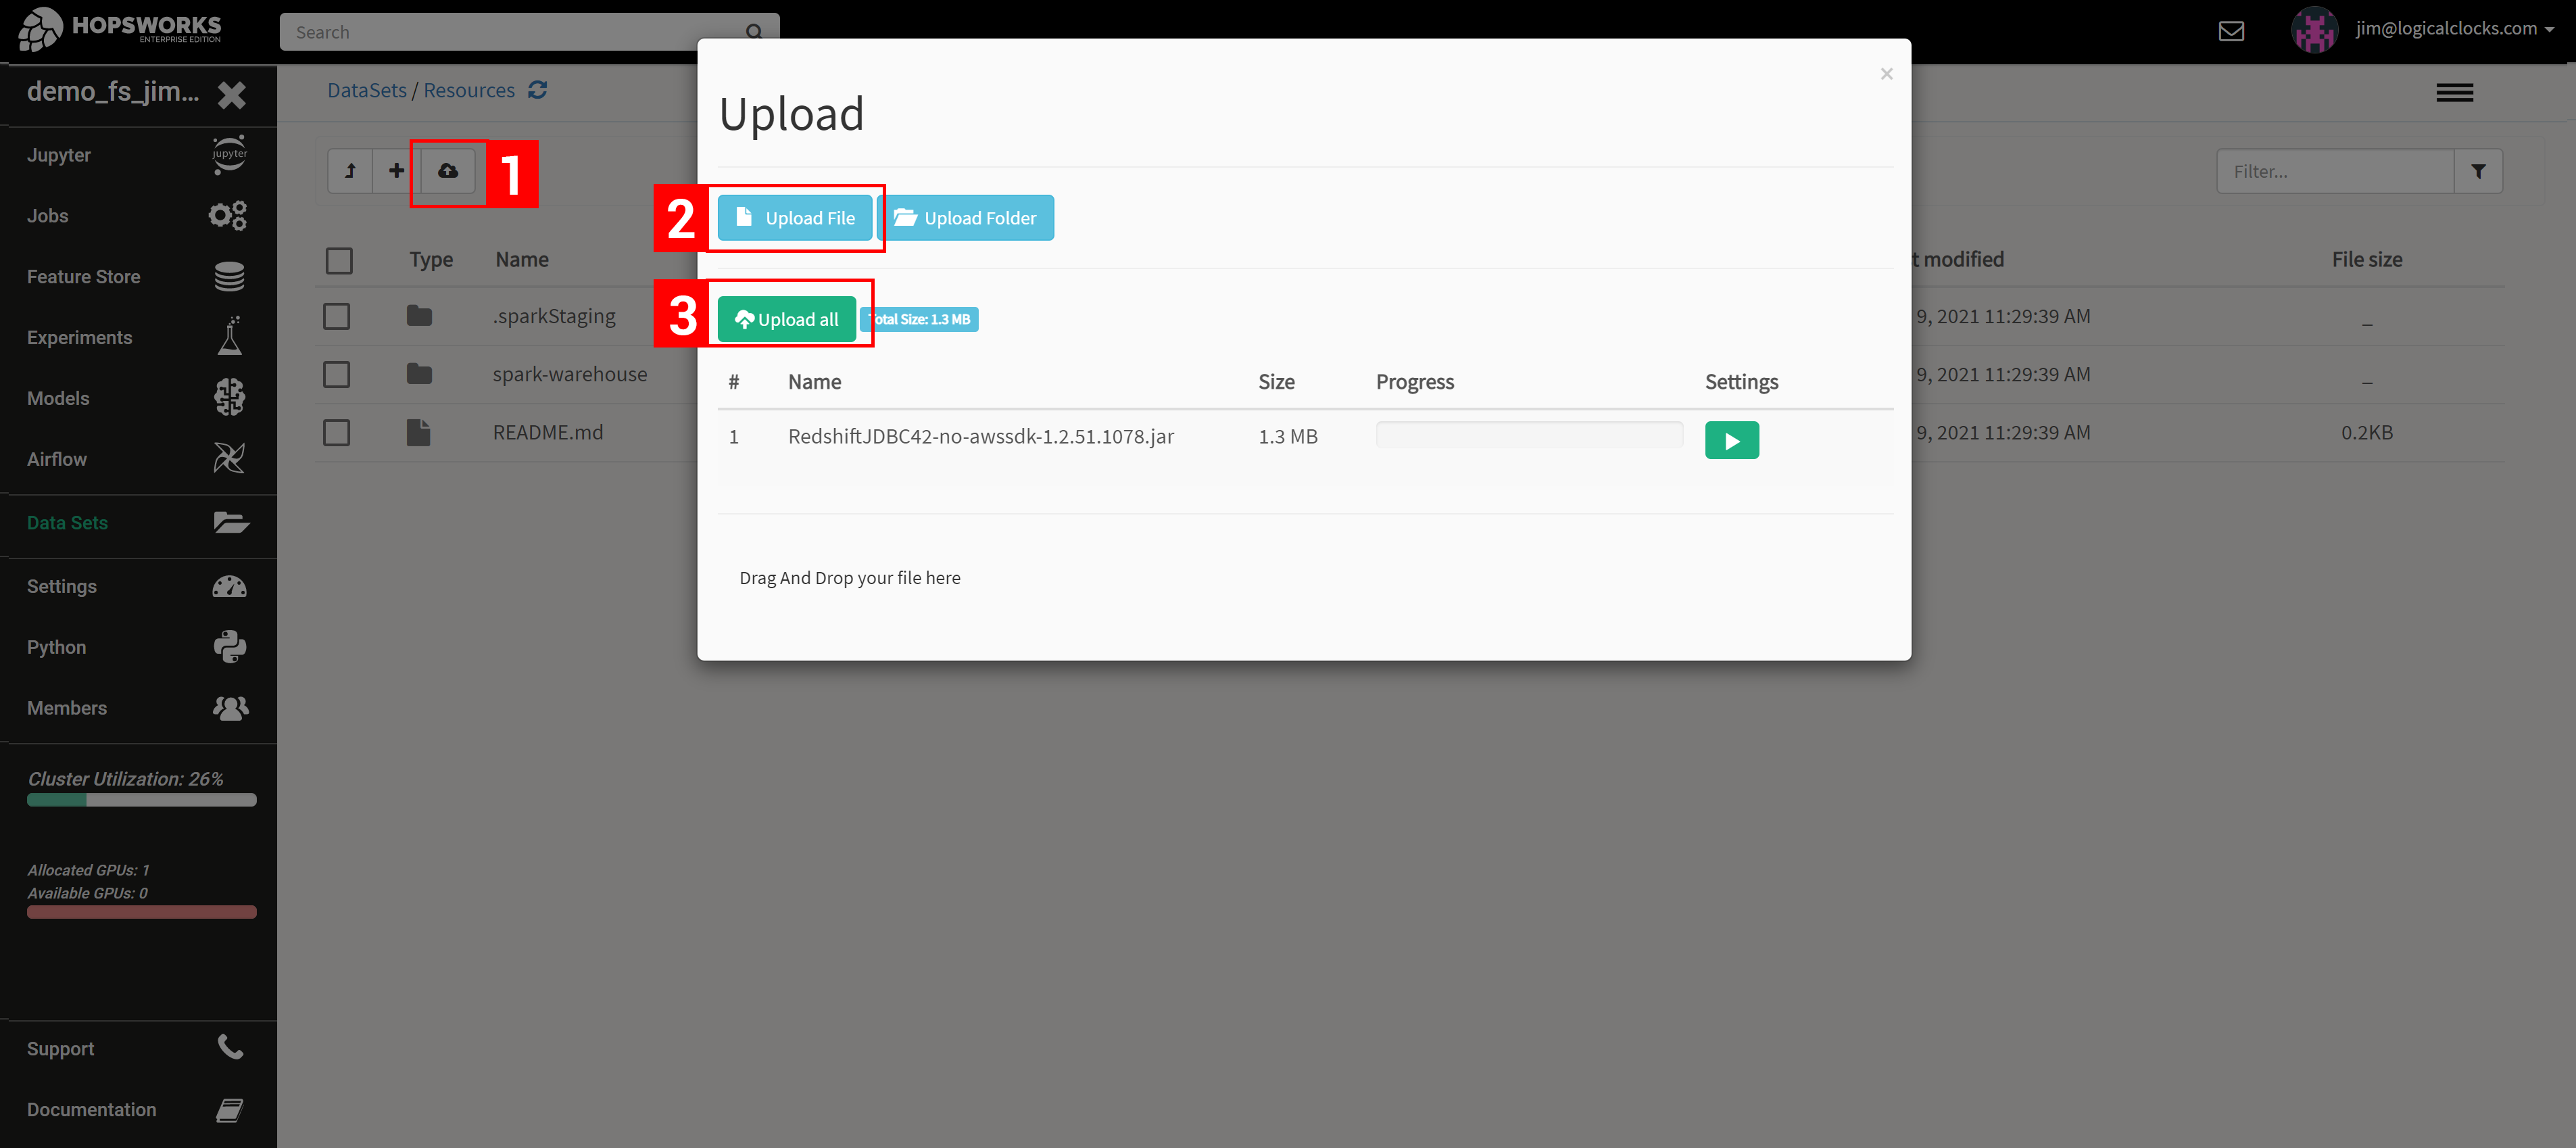 HOPSWORKS
ENTERPRISE EDITION
Search
jim@logicalclocks.com
demo_fs_jim...
DataSets / Resources
Jupyter
jupyter
Jobs
Feature Store
Experiments
Models
Airflow
Data Sets
Settings
Python
Members
Cluster Utilization: 26%
Allocated GPUs: 1
Available GPUs: 0
Support
Documentation
1
Filter...
Type Name t modified File size
.sparkStaging 9, 2021 11:29:39 AM _
spark-warehouse 9, 2021 11:29:39 AM _
README.md 9, 2021 11:29:39 AM 0.2KB
×
Upload
2 Upload File Upload Folder
3 Upload all Total Size: 1.3 MB
# Name Size Progress Settings
1 RedshiftJDBC42-no-awssdk-1.2.51.1078.jar 1.3 MB
Drag And Drop your file here